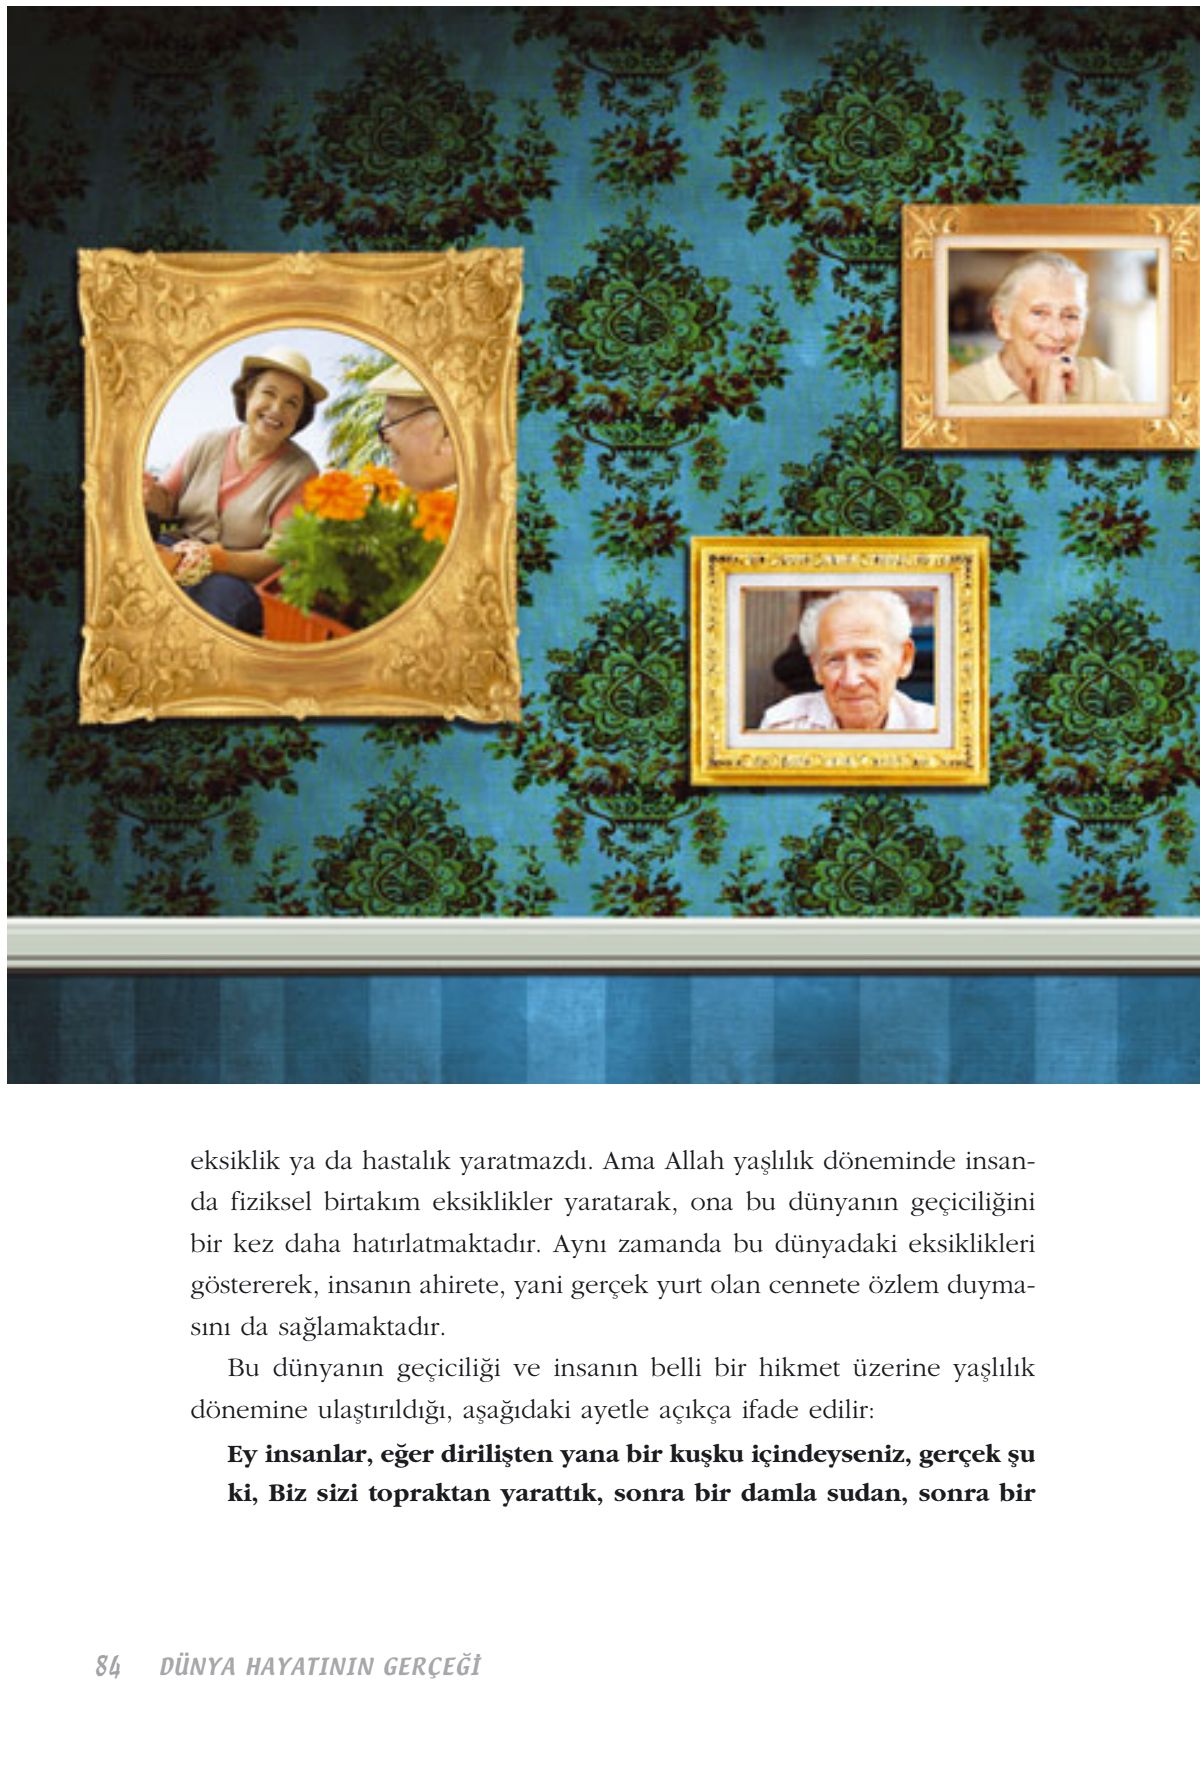 eksiklik ya da hastalık yaratmazdı. Ama Allah yaşlılık döneminde insan-
da fiziksel birtakım eksiklikler yaratarak, ona bu dünyanın geçiciliğini
bir kez daha hatırlatmaktadır. Aynı zamanda bu dünyadaki eksiklikleri
göstererek, insanın ahirete, yani gerçek yurt olan cennete özlem duyma-
sını da sağlamaktadır.
Bu dünyanın geçiciliği ve insanın belli bir hikmet üzerine yaşlılık
dönemine ulaştırıldığı, aşağıdaki ayetle açıkça ifade edilir:
Ey insanlar, eğer dirilişten yana bir kuşku içindeyseniz, gerçek şu
ki, Biz sizi topraktan yarattık, sonra bir damla sudan, sonra bir
84 DÜNYA HAYATININ GERÇEĞİ